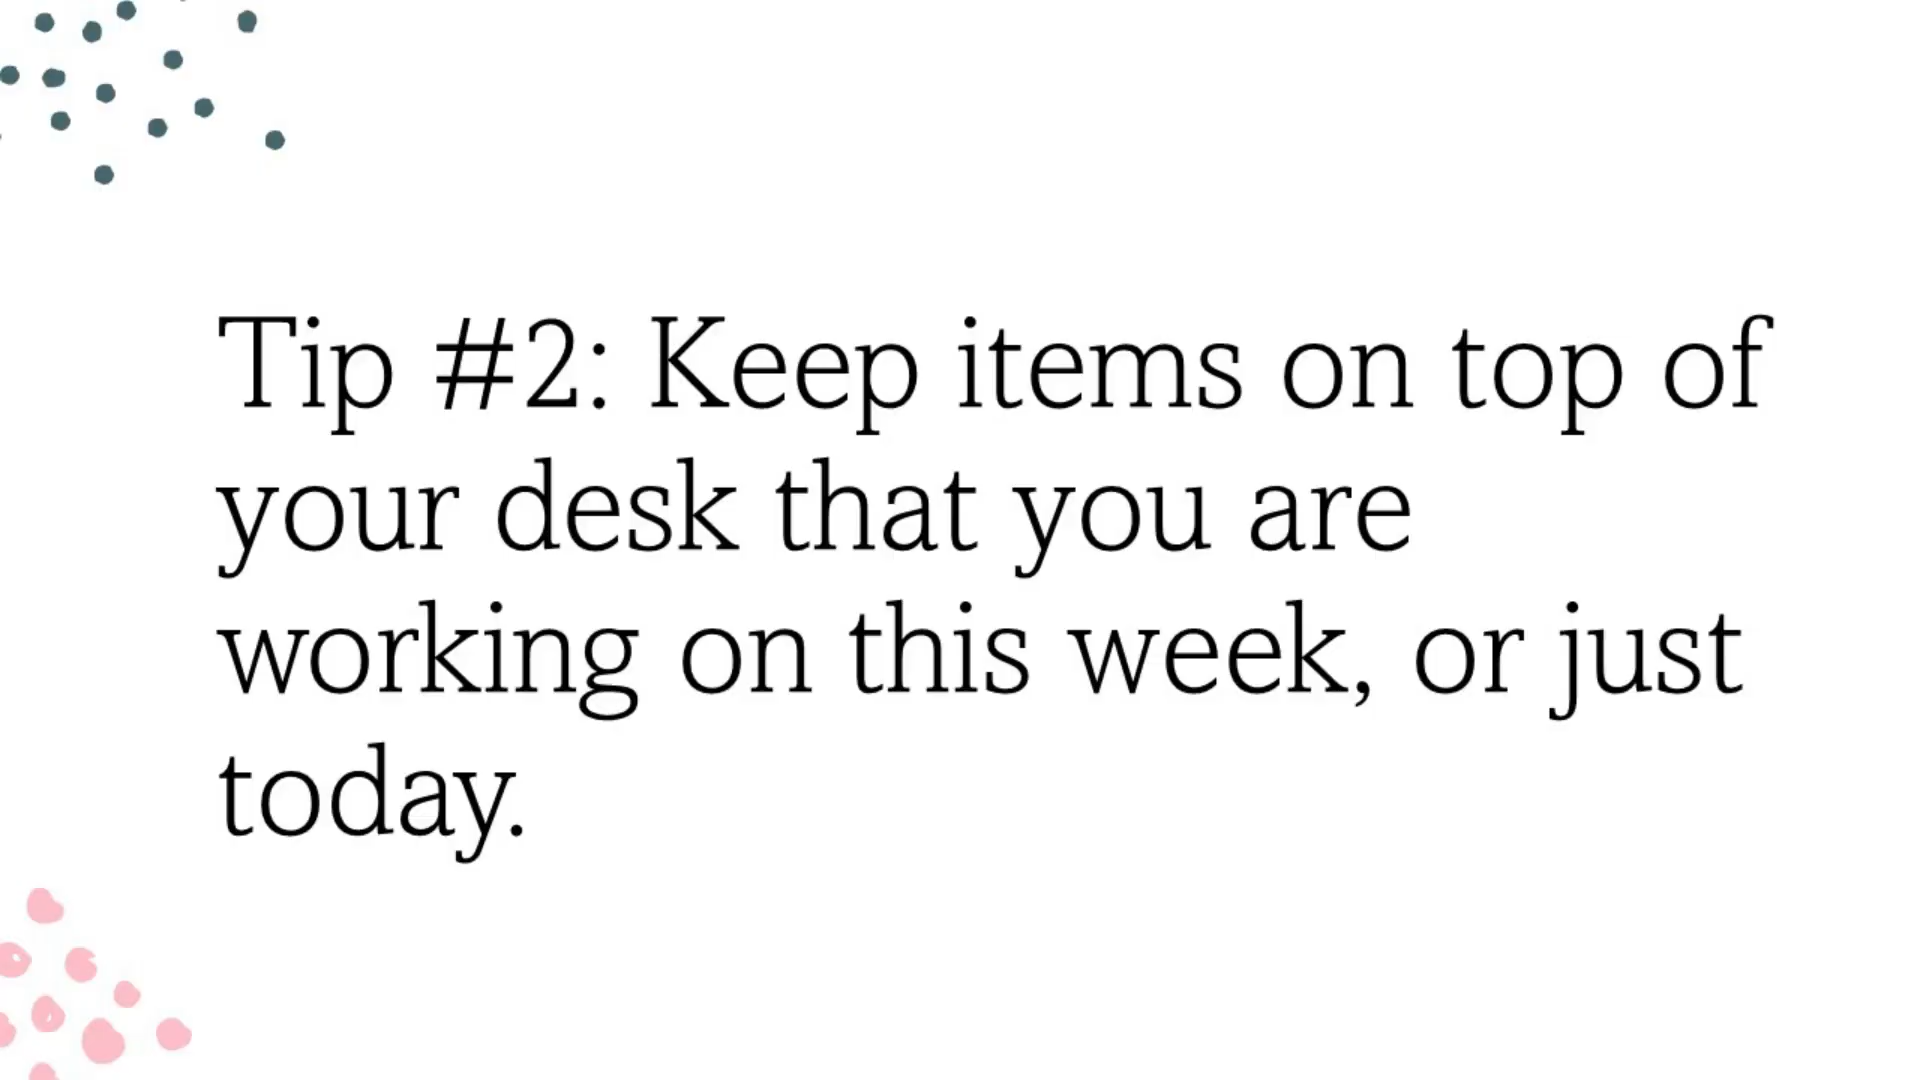 Tip #2: Keep items on top of
your desk that you are
working on this week, or just
today.